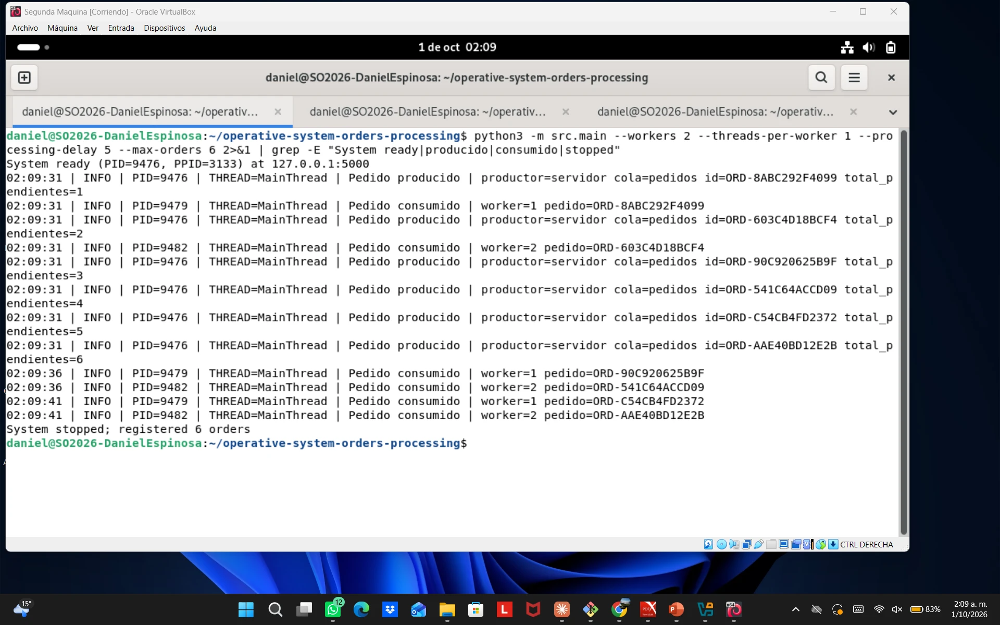 Segunda Maquina [Corriendo] - Oracle VirtualBox
Archivo Máquina Ver Entrada Dispositivos Ayuda
1 de oct 02:09
daniel@SO2026-DanielEspinosa: ~/operative-system-orders-processing
daniel@SO2026-DanielEspinosa: ~/operativ... daniel@SO2026-DanielEspinosa: ~/operativ... daniel@SO2026-DanielEspinosa: ~/operativ...
daniel@SO2026-DanielEspinosa:~/operative-system-orders-processing$ python3 -m src.main --workers 2 --threads-per-worker 1 --pro
cessing-delay 5 --max-orders 6 2>&1 | grep -E "System ready|producido|consumido|stopped"
System ready (PID=9476, PPID=3133) at 127.0.0.1:5000
02:09:31 | INFO | PID=9476 | THREAD=MainThread | Pedido producido | productor=servidor cola=pedidos id=ORD-8ABC292F4099 total_p
endientes=1
02:09:31 | INFO | PID=9479 | THREAD=MainThread | Pedido consumido | worker=1 pedido=ORD-8ABC292F4099
02:09:31 | INFO | PID=9476 | THREAD=MainThread | Pedido producido | productor=servidor cola=pedidos id=ORD-603C4D18BCF4 total_p
endientes=2
02:09:31 | INFO | PID=9482 | THREAD=MainThread | Pedido consumido | worker=2 pedido=ORD-603C4D18BCF4
02:09:31 | INFO | PID=9476 | THREAD=MainThread | Pedido producido | productor=servidor cola=pedidos id=ORD-90C920625B9F total_p
endientes=3
02:09:31 | INFO | PID=9476 | THREAD=MainThread | Pedido producido | productor=servidor cola=pedidos id=ORD-541C64ACCD09 total_p
endientes=4
02:09:31 | INFO | PID=9476 | THREAD=MainThread | Pedido producido | productor=servidor cola=pedidos id=ORD-C54CB4FD2372 total_p
endientes=5
02:09:31 | INFO | PID=9476 | THREAD=MainThread | Pedido producido | productor=servidor cola=pedidos id=ORD-AAE40BD12E2B total_p
endientes=6
02:09:36 | INFO | PID=9479 | THREAD=MainThread | Pedido consumido | worker=1 pedido=ORD-90C920625B9F
02:09:36 | INFO | PID=9482 | THREAD=MainThread | Pedido consumido | worker=2 pedido=ORD-541C64ACCD09
02:09:41 | INFO | PID=9479 | THREAD=MainThread | Pedido consumido | worker=1 pedido=ORD-C54CB4FD2372
02:09:41 | INFO | PID=9482 | THREAD=MainThread | Pedido consumido | worker=2 pedido=ORD-AAE40BD12E2B
System stopped; registered 6 orders
daniel@SO2026-DanielEspinosa:~/operative-system-orders-processing$
CTRL DERECHA
15°
12
83%
2:09 a. m.
1/10/2026